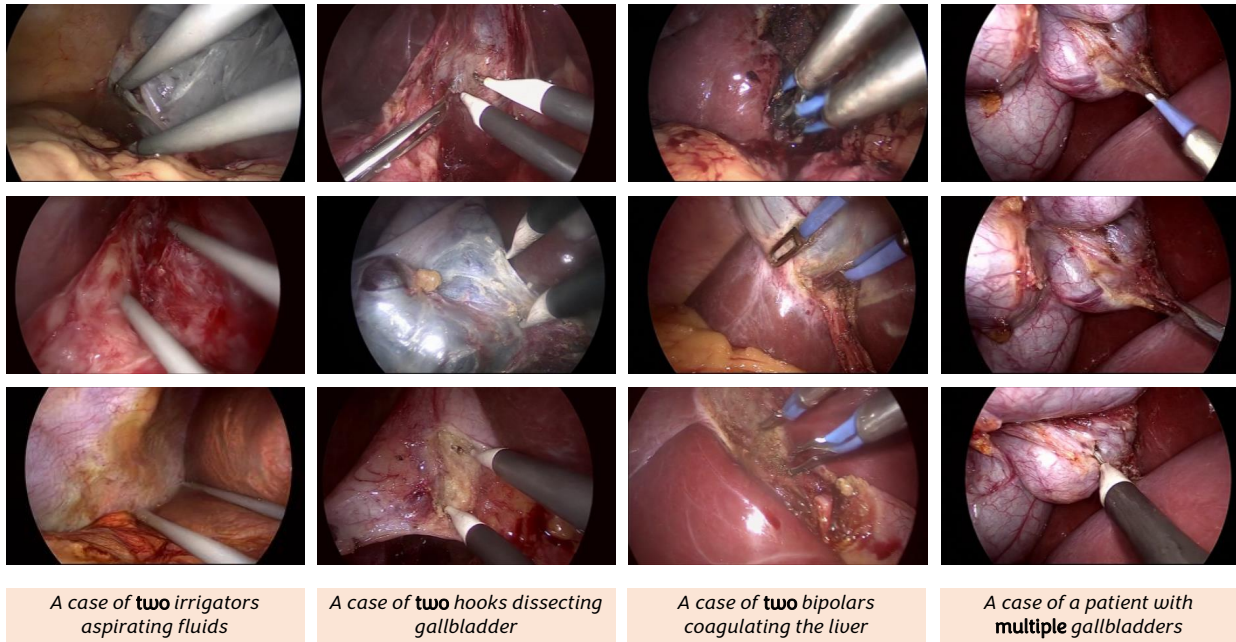 A case of two irrigators
aspirating fluids
A case of two hooks dissecting
gallbladder
A case of two bipolars
coagulating the liver
A case of a patient with
multiple gallbladders